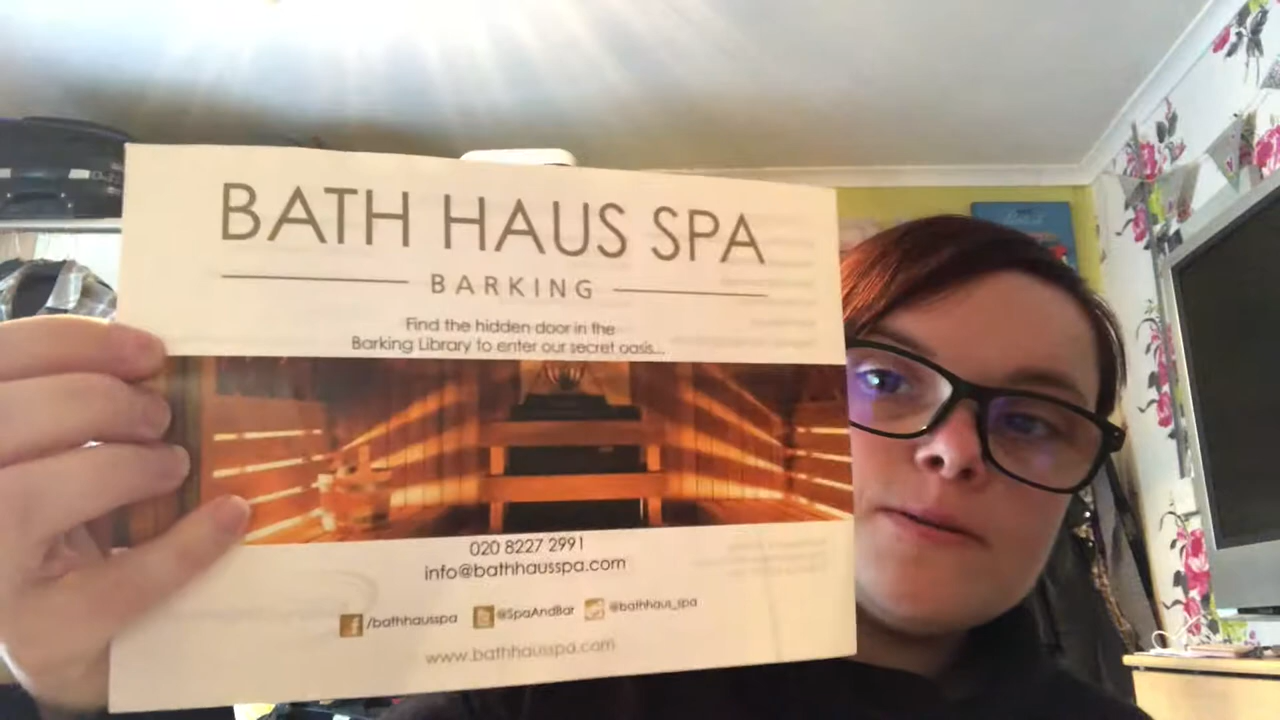 BATH HAUS SPA
BARKING
Find the hidden door in the
Barking Library to enter our secret oasis...
020 8227 2991
info@bathhausspa.com
/bathhausspa @SpaAndBar @bathhaus_spa
www.bathhausspa.com